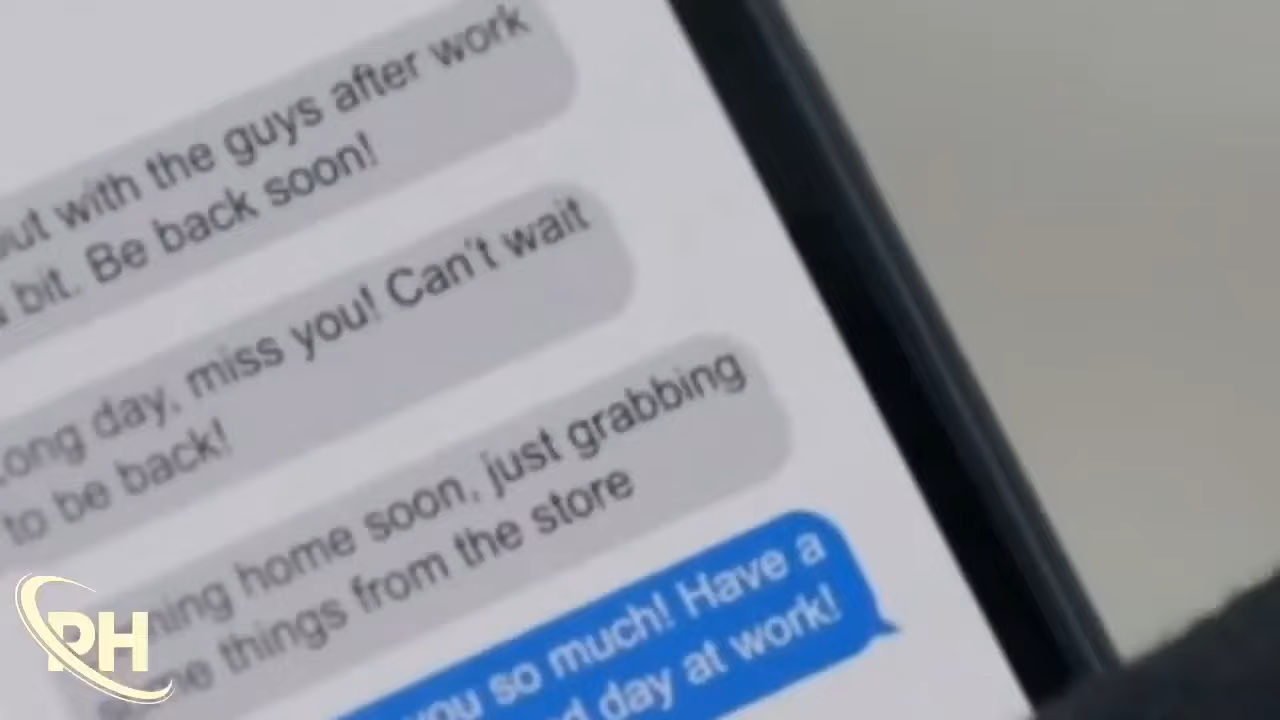 with the guys after work
bit. Be back soon!
day, miss you! Can't wait
to be back!
home soon, just grabbing
things from the store
you so much! Have a
day at work!
PH